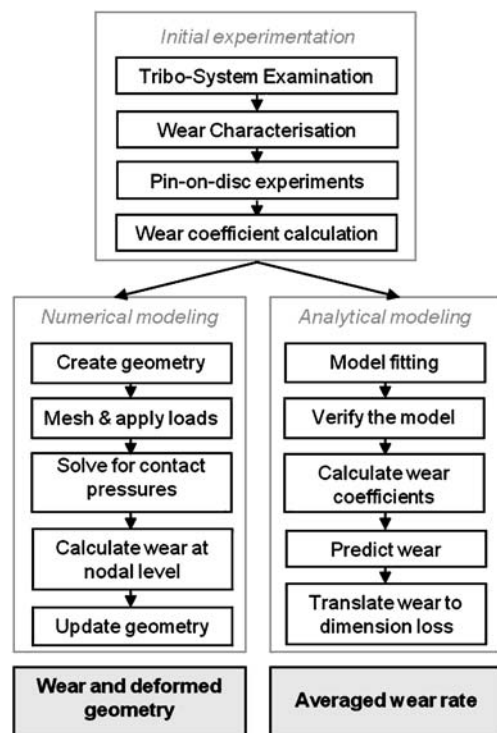 Initial experimentation
Tribo-System Examination
Wear Characterisation
Pin-on-disc experiments
Wear coefficient calculation
Numerical modeling
Create geometry
Mesh & apply loads
Solve for contact
pressures
Calculate wear at
nodal level
Update geometry
Wear and deformed
geometry
Analytical modeling
Model fitting
Verify the model
Calculate wear
coefficients
Predict wear
Translate wear to
dimension loss
Averaged wear rate